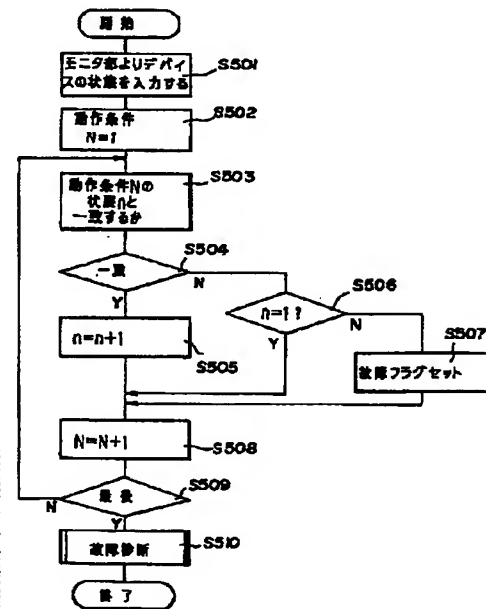 開始
モニタ部よりデバイ
スの状態を入力する
S501
動作条件
N=1
S502
動作条件Nの
状態nと
一致するか
S503
一致
S504
Y
N
n=n+1
S505
n=1?
S506
Y
N
故障フラグセット
S507
N=N+1
S508
最後
S509
N
Y
故障診断
S510
終了